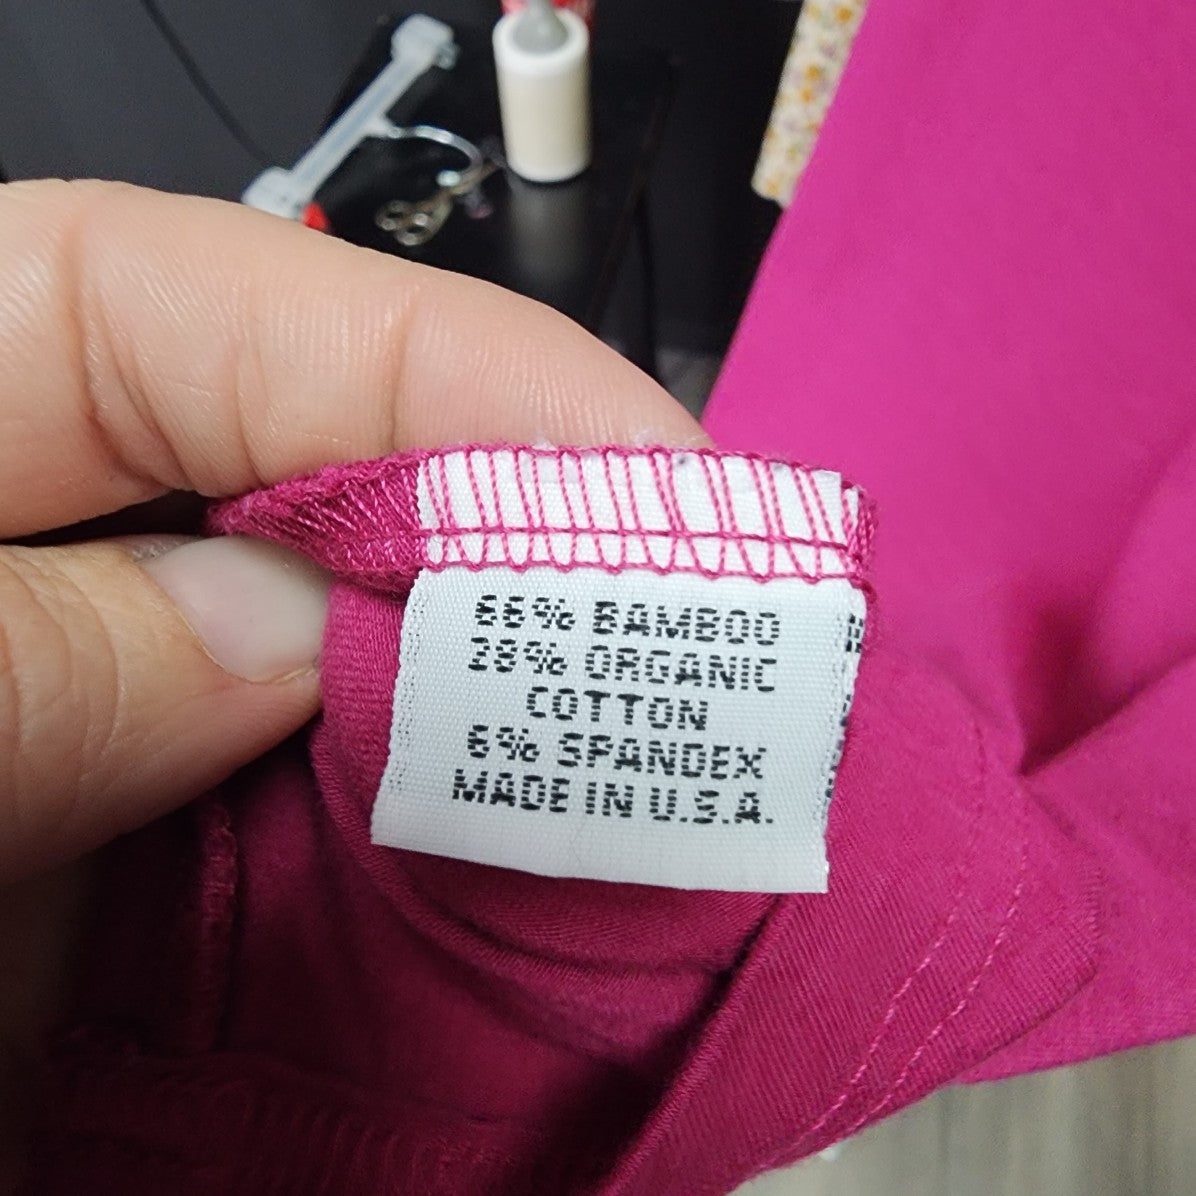 66% BAMBOO
28% ORGANIC
COTTON
6% SPANDEX
MADE IN U.S.A.